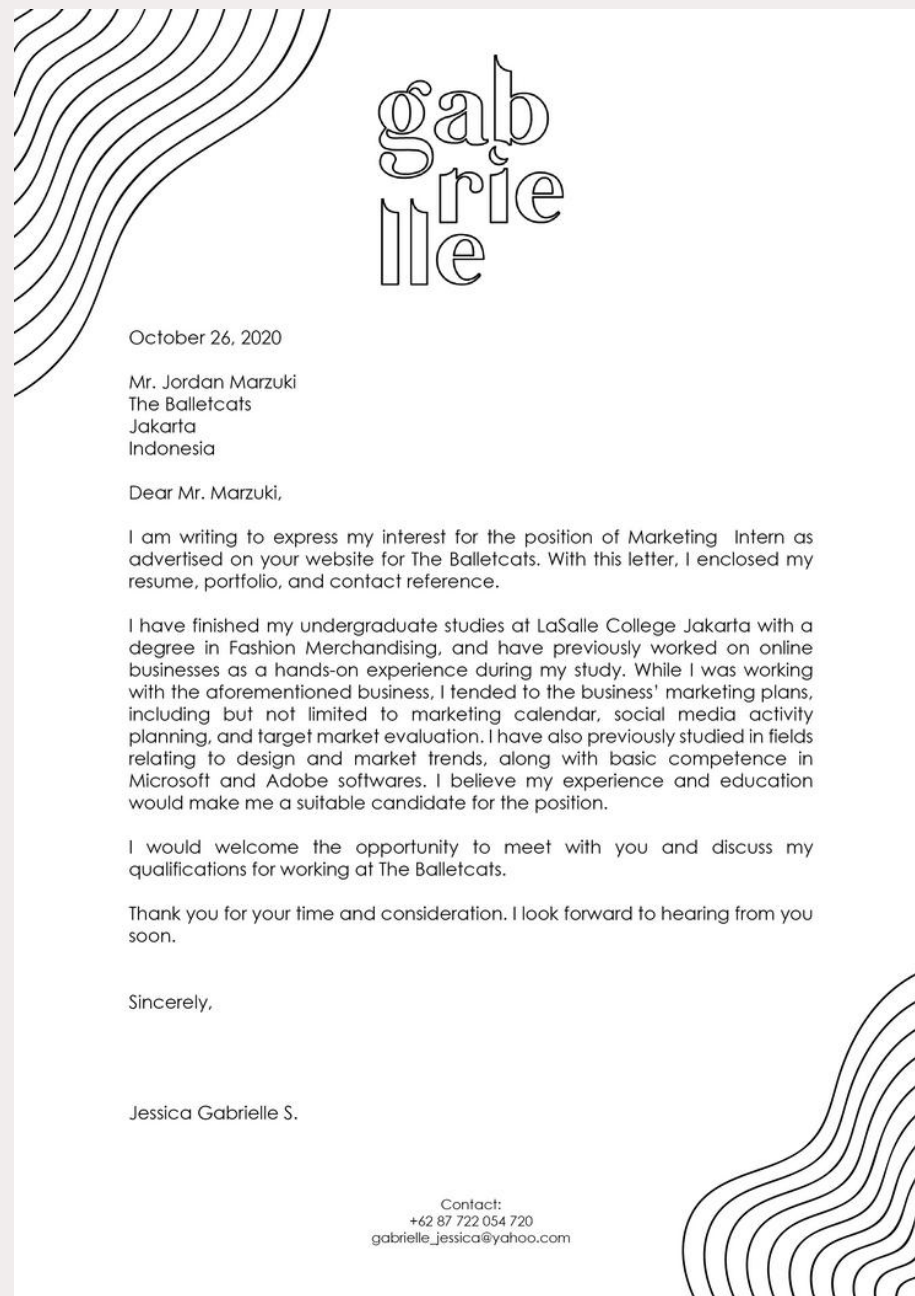 gab
rie
lle
October 26, 2020
Mr. Jordan Marzuki
The Balletcats
Jakarta
Indonesia
Dear Mr. Marzuki,
I am writing to express my interest for the position of Marketing  Intern as
advertised on your website for The Balletcats. With this letter, I enclosed my
resume, portfolio, and contact reference.
I have finished my undergraduate studies at LaSalle College Jakarta with a
degree in Fashion Merchandising, and have previously worked on online
businesses as a hands-on experience during my study. While I was working
with the aforementioned business, I tended to the business’ marketing plans,
including but not limited to marketing calendar, social media activity
planning, and target market evaluation. I have also previously studied in fields
relating to design and market trends, along with basic competence in
Microsoft and Adobe softwares. I believe my experience and education
would make me a suitable candidate for the position.
I would welcome the opportunity to meet with you and discuss my
qualifications for working at The Balletcats.
Thank you for your time and consideration. I look forward to hearing from you
soon.
Sincerely,
Jessica Gabrielle S.
Contact:
+62 87 722 054 720
gabrielle_jessica@yahoo.com